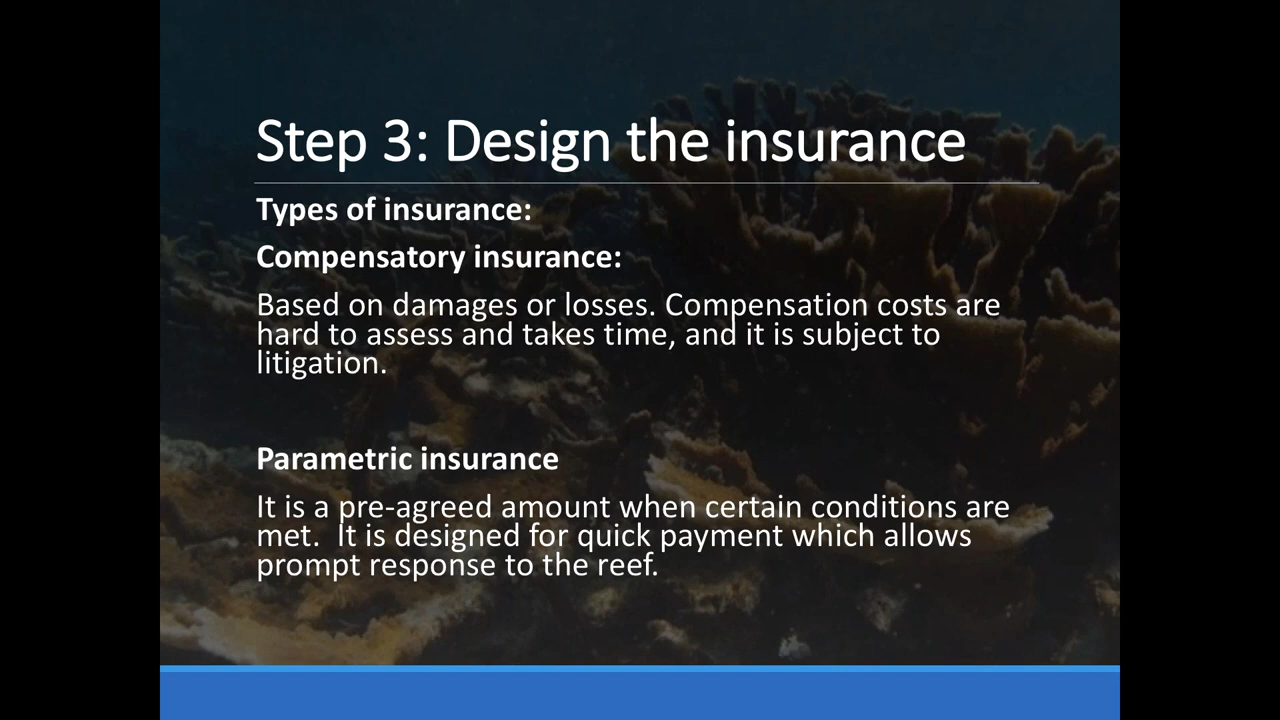 Step 3: Design the insurance
Types of insurance:
Compensatory insurance:
Based on damages or losses. Compensation costs are
hard to assess and takes time, and it is subject to
litigation.
Parametric insurance
It is a pre-agreed amount when certain conditions are
met.  It is designed for quick payment which allows
prompt response to the reef.